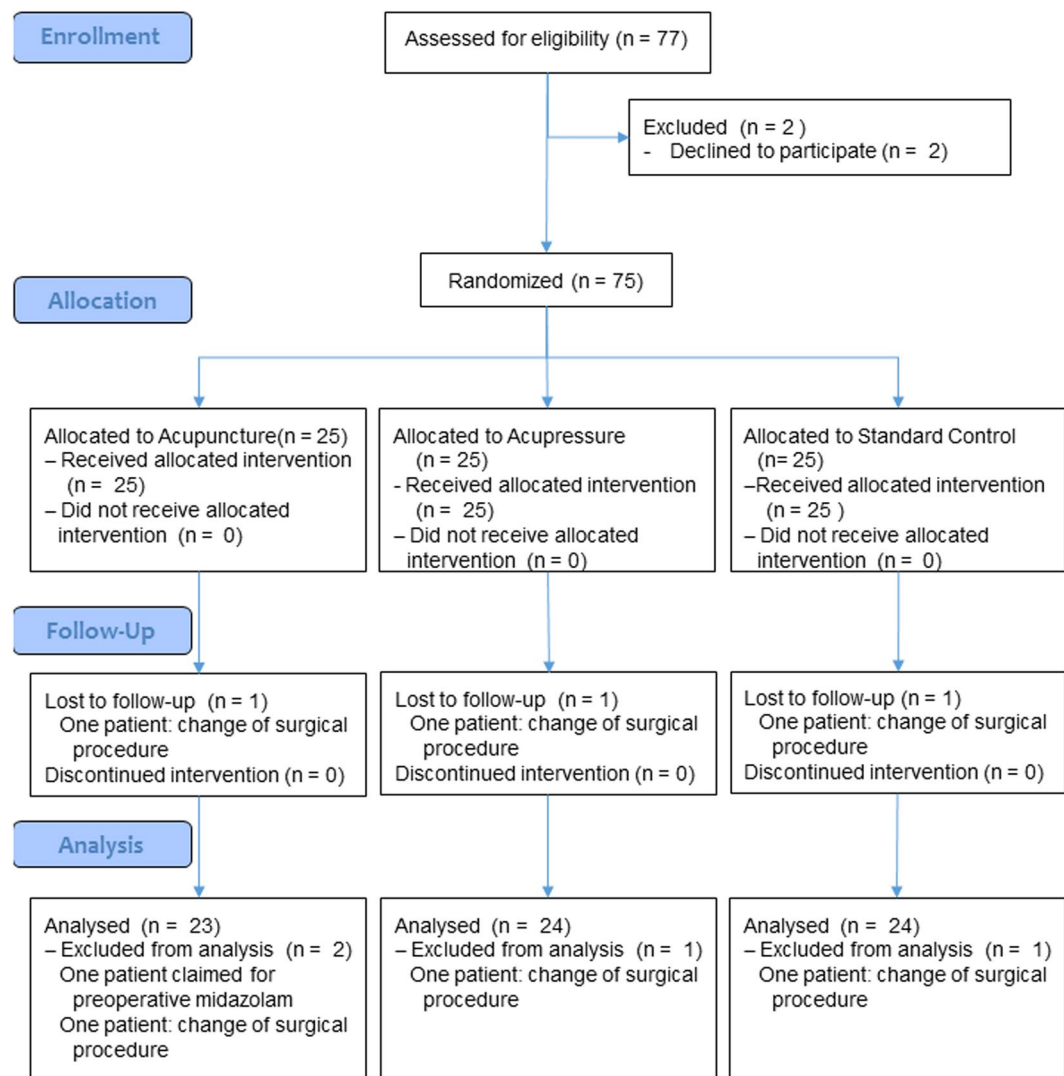 Enrollment
Assessed for eligibility (n = 77)
Excluded (n = 2 )
- Declined to participate (n = 2)
Randomized (n = 75)
Allocation
Allocated to Acupuncture(n = 25)
– Received allocated intervention
(n = 25)
– Did not receive allocated
intervention (n = 0)
Allocated to Acupressure
(n = 25)
- Received allocated intervention
(n = 25)
– Did not receive allocated
intervention (n = 0)
Allocated to Standard Control
(n= 25)
–Received allocated intervention
(n = 25 )
– Did not receive allocated
intervention (n = 0)
Follow-Up
Lost to follow-up (n = 1)
One patient: change of surgical
procedure
Discontinued intervention (n = 0)
Lost to follow-up (n = 1)
One patient: change of surgical
procedure
Discontinued intervention (n = 0)
Lost to follow-up (n = 1)
One patient: change of surgical
procedure
Discontinued intervention (n = 0)
Analysis
Analysed (n = 23)
– Excluded from analysis (n = 2)
One patient claimed for
preoperative midazolam
One patient: change of surgical
procedure
Analysed (n = 24)
– Excluded from analysis (n = 1)
One patient: change of surgical
procedure
Analysed (n = 24)
– Excluded from analysis (n = 1)
One patient: change of surgical
procedure